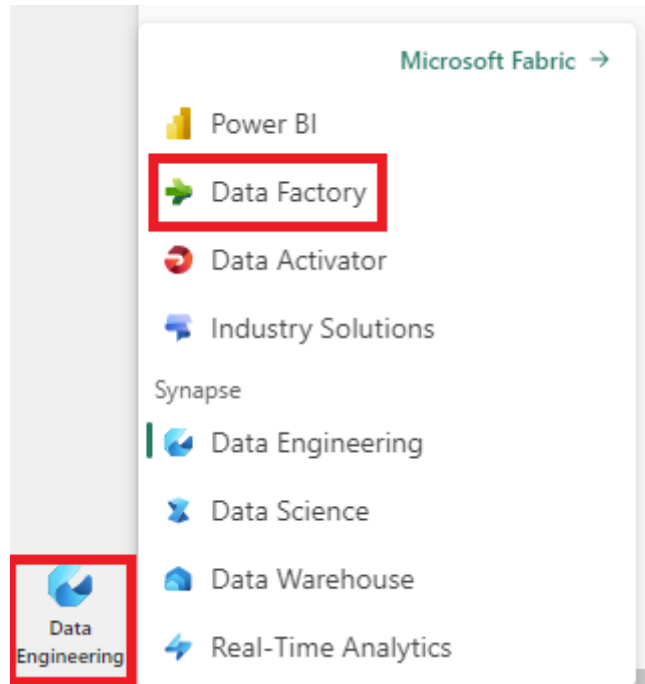 Microsoft Fabric →
Power BI
Data Factory
Data Activator
Industry Solutions
Synapse
Data Engineering
Data Science
Data Warehouse
Real-Time Analytics
Data
Engineering